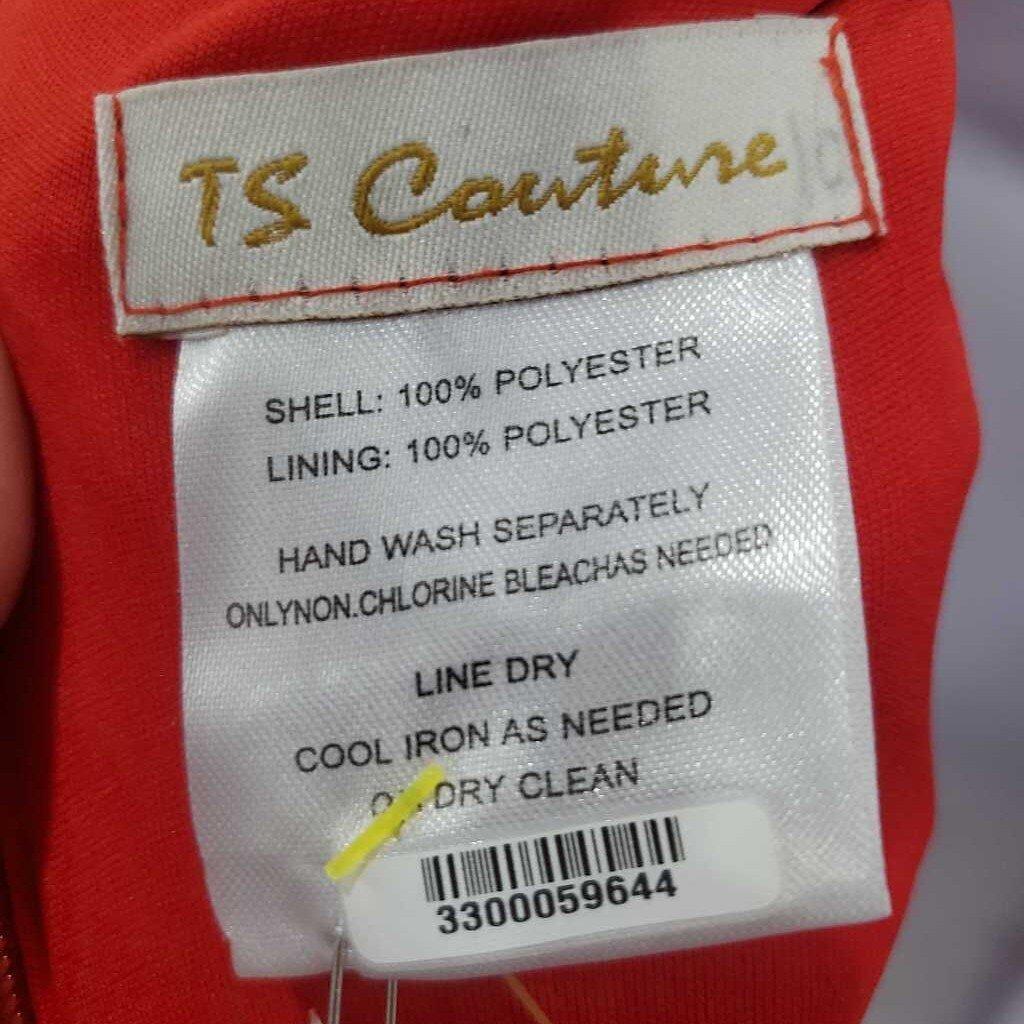 TS Couture
SHELL: 100% POLYESTER
LINING: 100% POLYESTER
HAND WASH SEPARATELY
ONLYNON.CHLORINE BLEACHAS NEEDED
LINE DRY
COOL IRON AS NEEDED
DRY CLEAN
3300059644